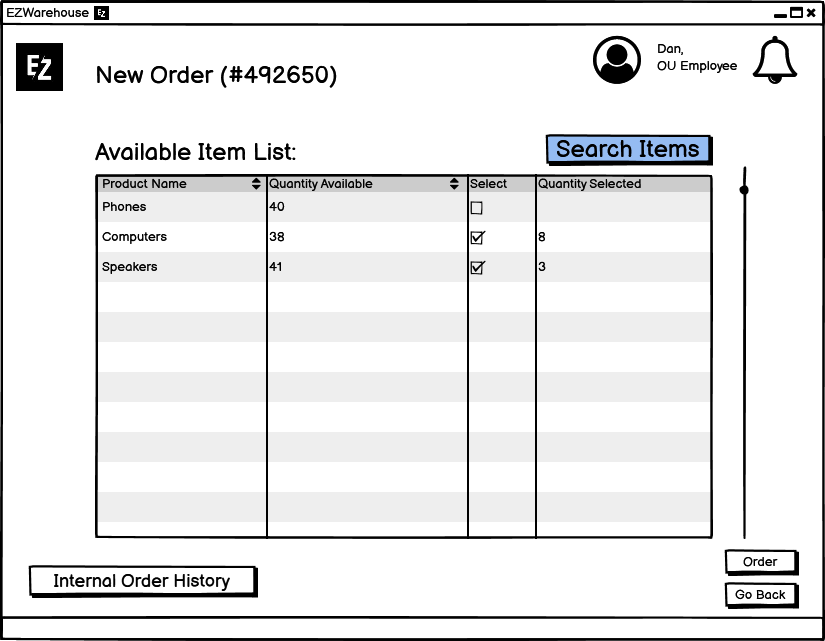 EZWarehouse EZ
EZ
New Order (#492650)
Dan,
OU Employee
Available Item List:
Search Items
Product Name Quantity Available Select Quantity Selected
Phones 40
Computers 38 8
Speakers 41 3
Internal Order History
Order
Go Back